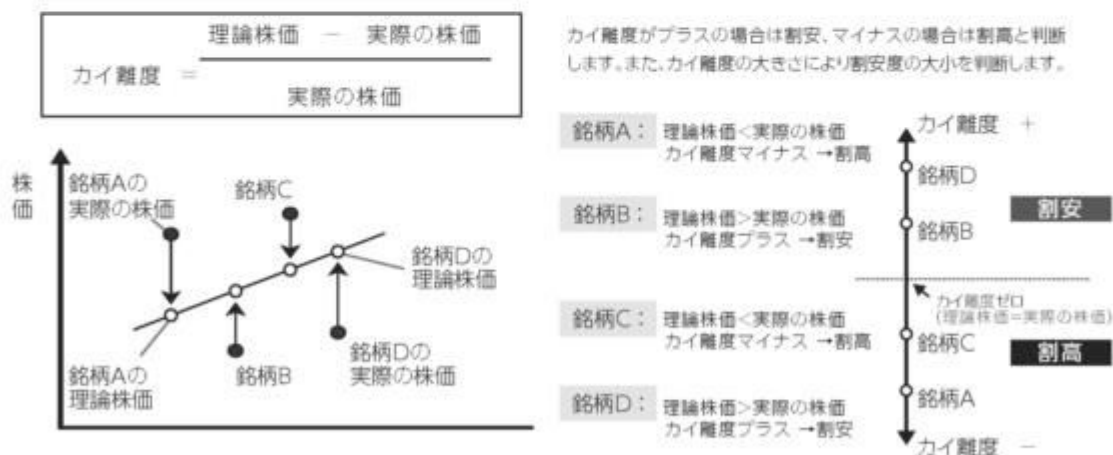 理論株価 － 実際の株価
カイ離度 ＝
実際の株価
株価
銘柄Aの
実際の株価
銘柄C
銘柄Dの
理論株価
銘柄Aの
理論株価
銘柄B
銘柄Dの
実際の株価
カイ離度がプラスの場合は割安、マイナスの場合は割高と判断
します。また、カイ離度の大きさにより割安度の大小を判断します。
銘柄A： 理論株価＜実際の株価
カイ離度マイナス →割高
銘柄B： 理論株価＞実際の株価
カイ離度プラス →割安
銘柄C： 理論株価＜実際の株価
カイ離度マイナス →割高
銘柄D： 理論株価＞実際の株価
カイ離度プラス →割安
カイ離度 ＋
銘柄D
割安
銘柄B
カイ離度ゼロ
(理論株価=実際の株価)
銘柄C
割高
銘柄A
カイ離度 －